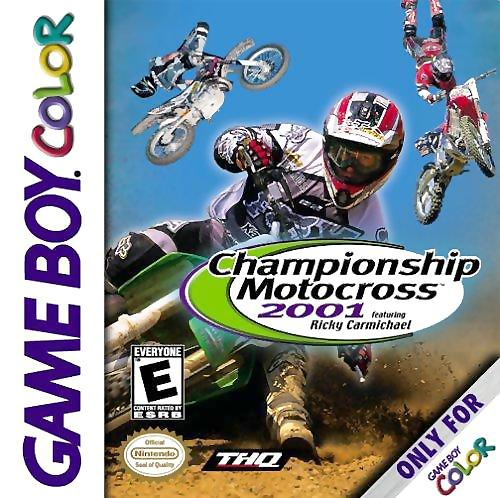 GAME BOY COLOR
Championship
Motocross™
2001 featuring
Ricky Carmichael
EVERYONE
E
CONTENT RATED BY
ESRB
Official
Nintendo
Seal of Quality
THQ
ONLY FOR
GAME BOY
COLOR